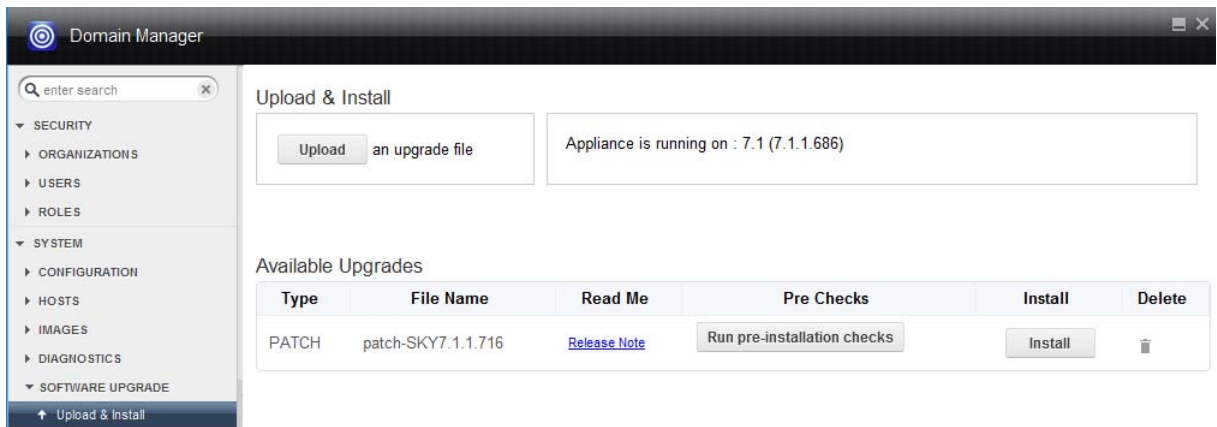 Domain Manager
enter search
SECURITY
ORGANIZATIONS
USERS
ROLES
SYSTEM
CONFIGURATION
HOSTS
IMAGES
DIAGNOSTICS
SOFTWARE UPGRADE
Upload & Install
Upload & Install
Upload an upgrade file
Appliance is running on : 7.1 (7.1.1.686)
Available Upgrades
Type File Name Read Me Pre Checks Install Delete
PATCH patch-SKY7.1.1.716 Release Note Run pre-installation checks Install